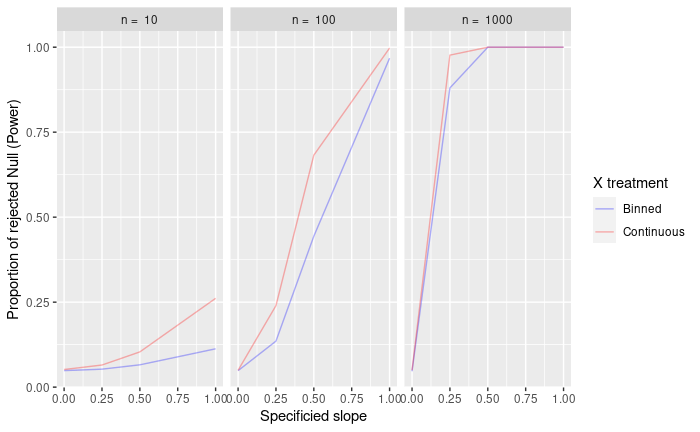 n = 10
n = 100
n = 1000
Proportion of rejected Null (Power)
1.00
0.75
0.50
0.25
0.00
0.00 0.25 0.50 0.75 1.00
0.00 0.25 0.50 0.75 1.00
0.00 0.25 0.50 0.75 1.00
Specificied slope
X treatment
Binned
Continuous